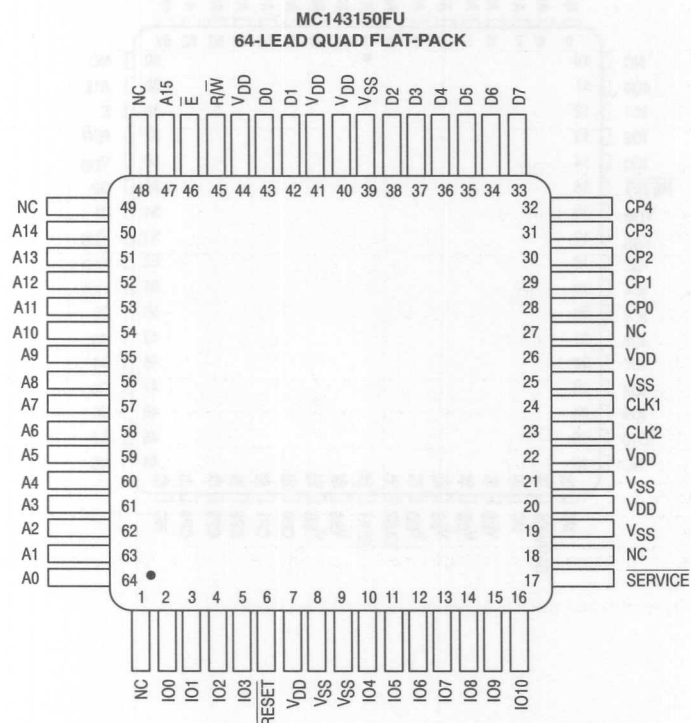 MC143150FU
64-LEAD QUAD FLAT-PACK
NC A15 E̅ R/W̅ VDD D0 D1 VDD VDD VSS D2 D3 D4 D5 D6 D7
48 47 46 45 44 43 42 41 40 39 38 37 36 35 34 33
NC 49 32 CP4
A14 50 31 CP3
A13 51 30 CP2
A12 52 29 CP1
A11 53 28 CP0
A10 54 27 NC
A9 55 26 VDD
A8 56 25 VSS
A7 57 24 CLK1
A6 58 23 CLK2
A5 59 22 VDD
A4 60 21 VSS
A3 61 20 VDD
A2 62 19 VSS
A1 63 18 NC
A0 64 17 SERVICE
1 2 3 4 5 6 7 8 9 10 11 12 13 14 15 16
NC IO0 IO1 IO2 IO3 RESET VDD VSS VSS IO4 IO5 IO6 IO7 IO8 IO9 IO10